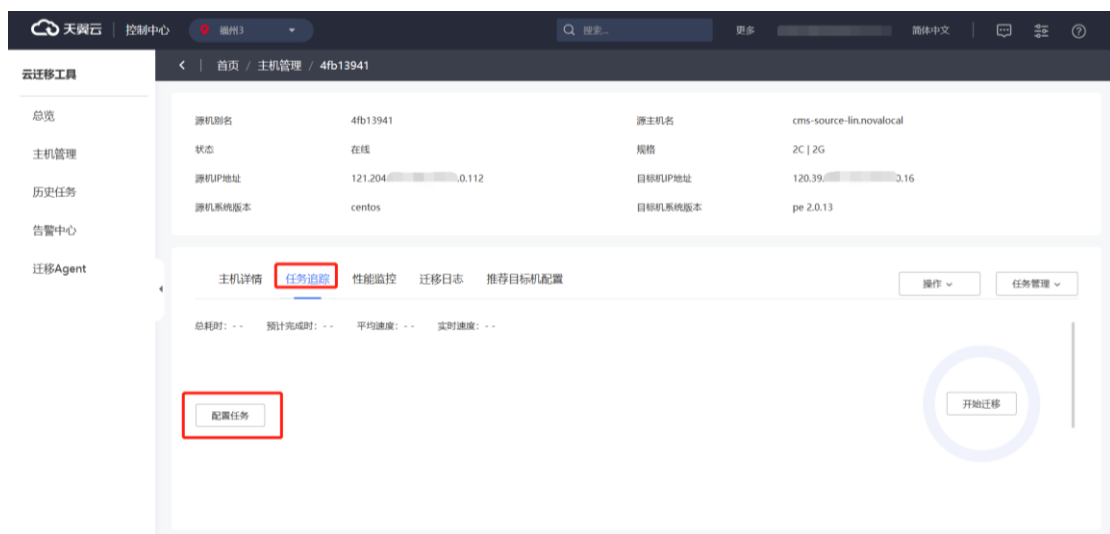 天翼云 控制中心 福州3 搜索... 更多 简体中文
云迁移工具
首页 / 主机管理 / 4fb13941
总览
主机管理
历史任务
告警中心
迁移Agent
源机别名 4fb13941 源主机名 cms-source-lin.novalocal
状态 在线 规格 2C | 2G
源机IP地址 121.204 .0.112 目标机IP地址 120.39. 0.16
源机系统版本 centos 目标机系统版本 pe 2.0.13
主机详情 任务追踪 性能监控 迁移日志 推荐目标机配置 操作 任务管理
总耗时: - - 预计完成时: - - 平均速度: - - 实时速度: - -
配置任务 开始迁移